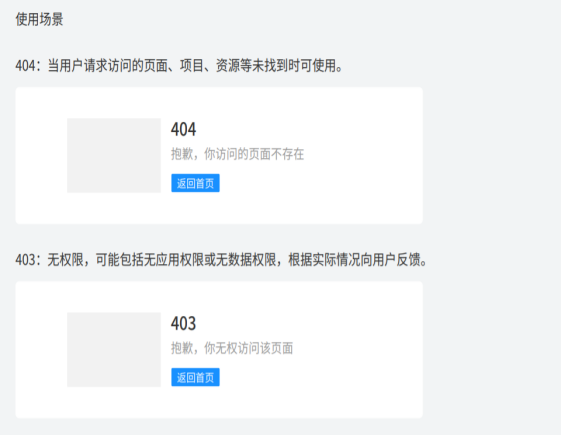 使用场景
404：当用户请求访问的页面、项目、资源等未找到时可使用。
404
抱歉，你访问的页面不存在
返回首页
403：无权限，可能包括无应用权限或无数据权限，根据实际情况向用户反馈。
403
抱歉，你无权访问该页面
返回首页